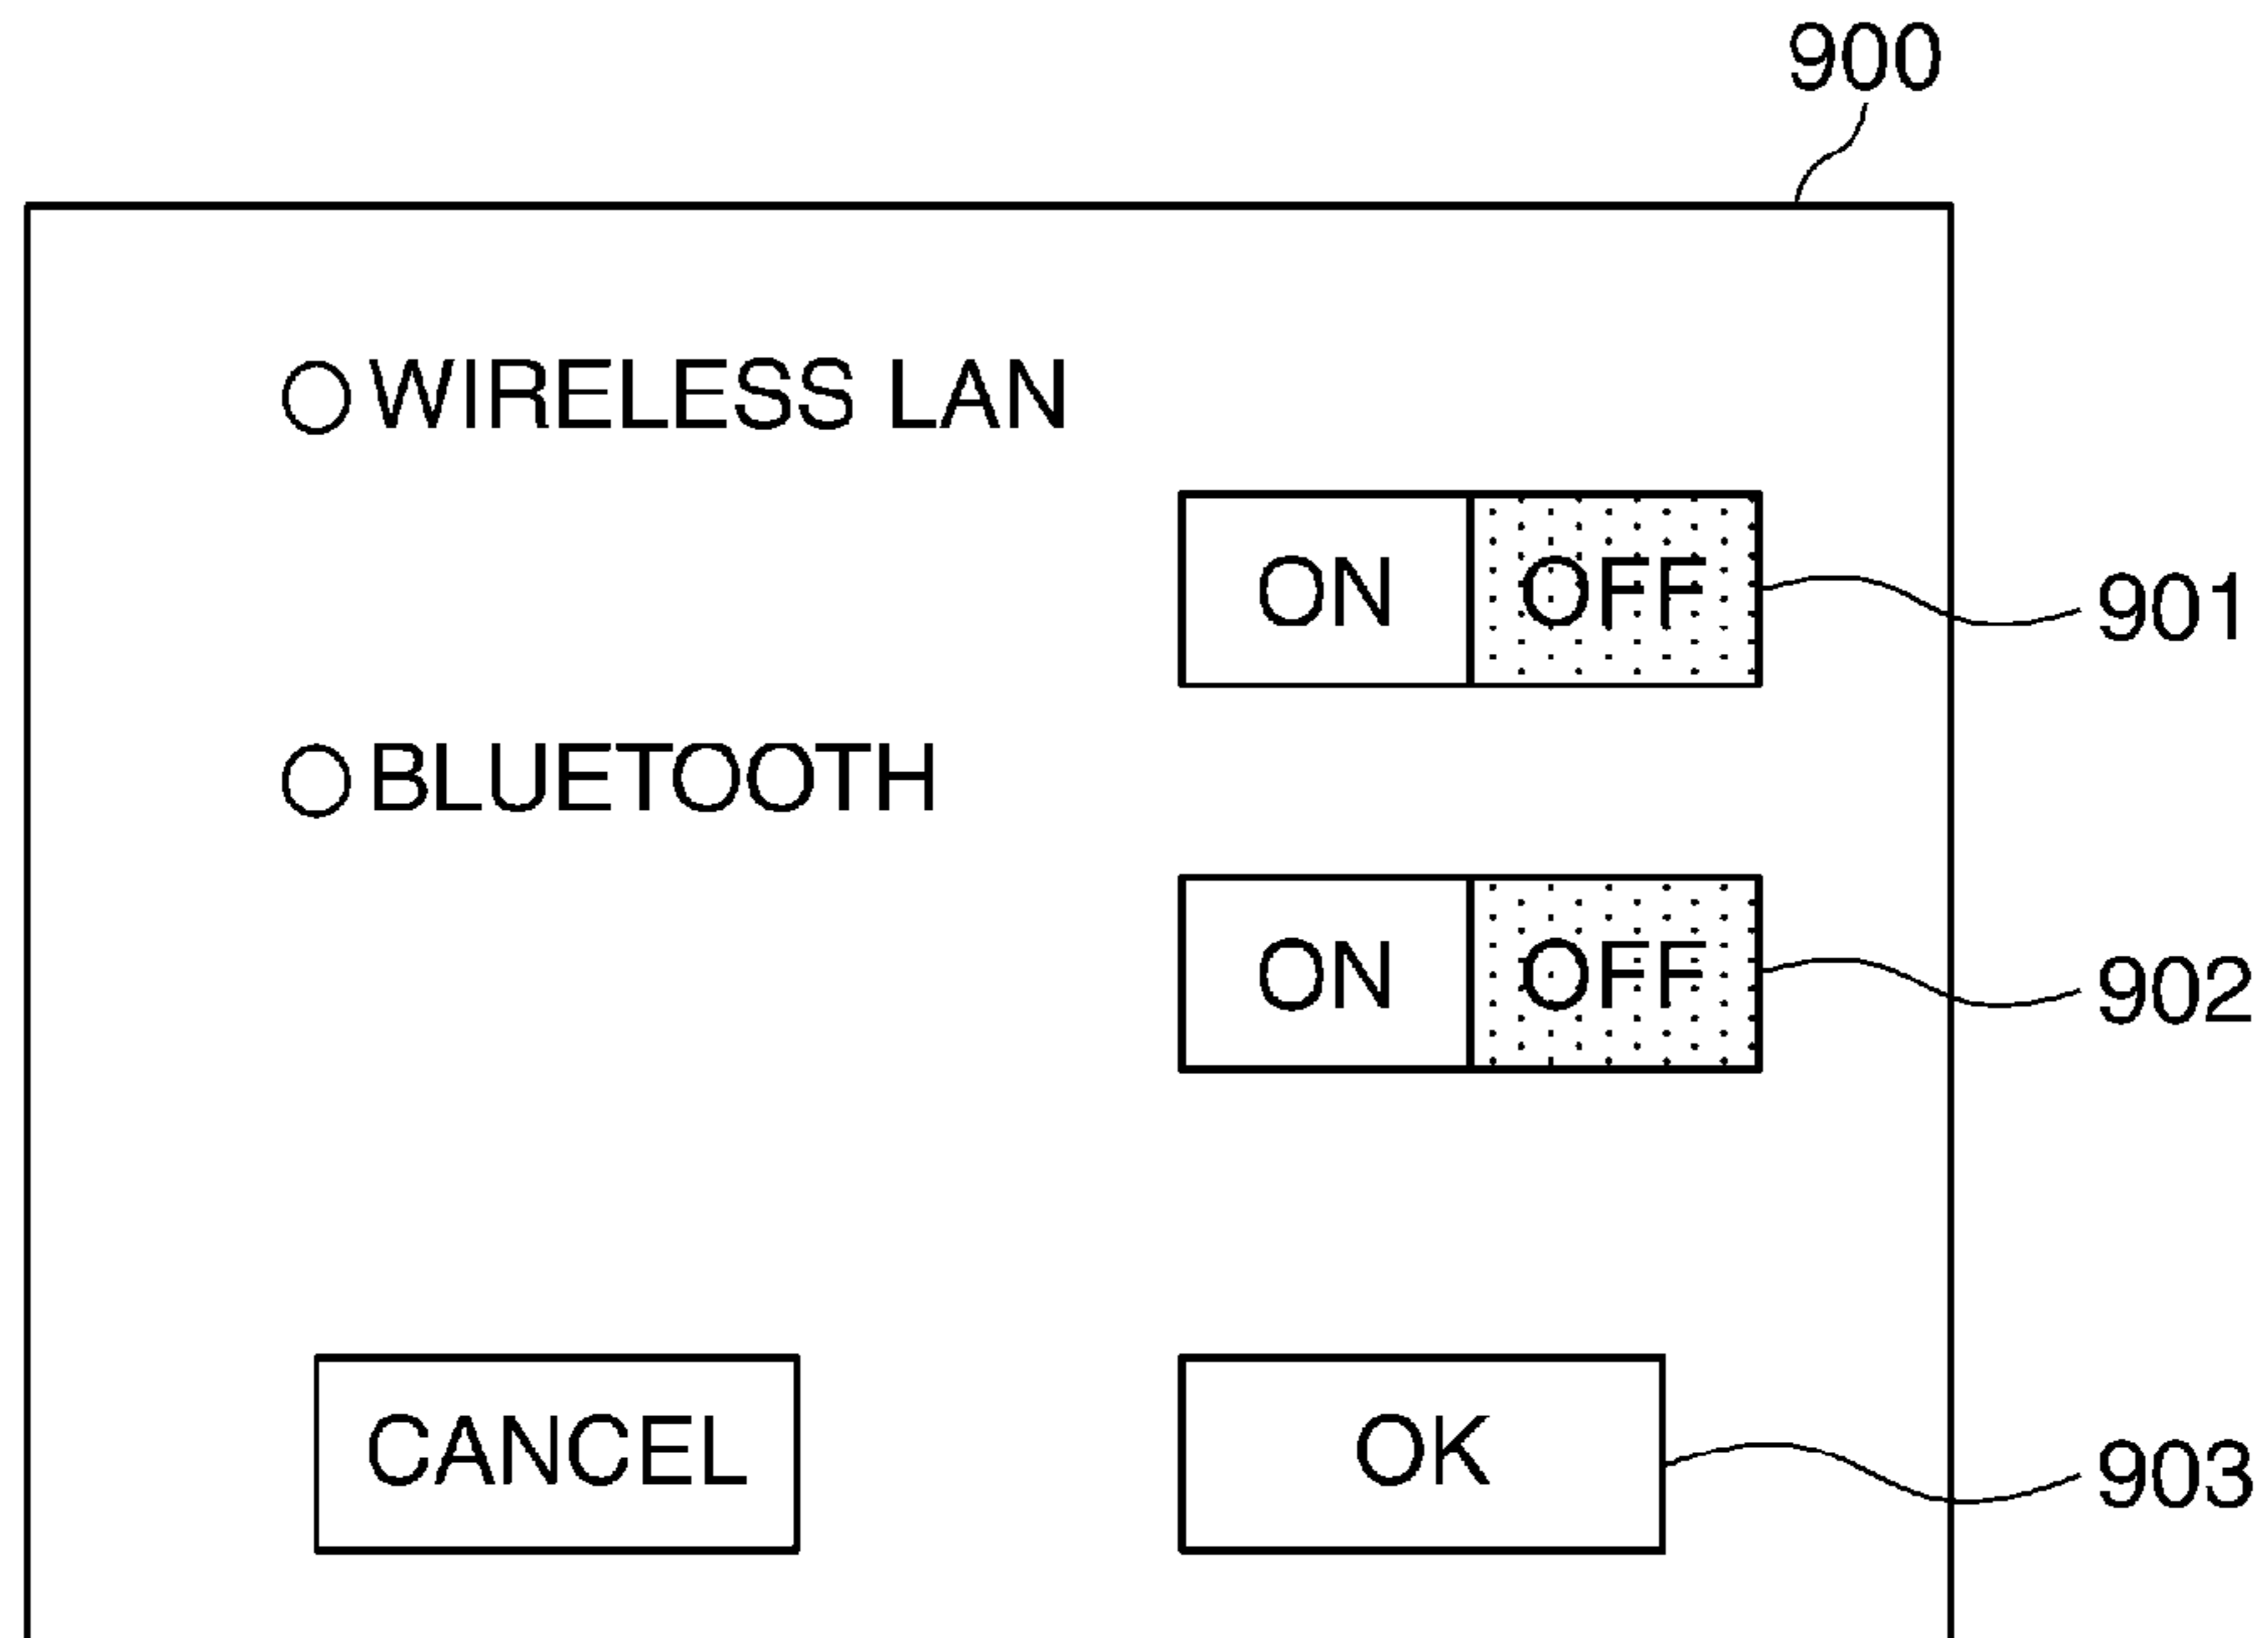 900
○WIRELESS LAN
ON OFF 901
○BLUETOOTH
ON OFF 902
CANCEL OK 903